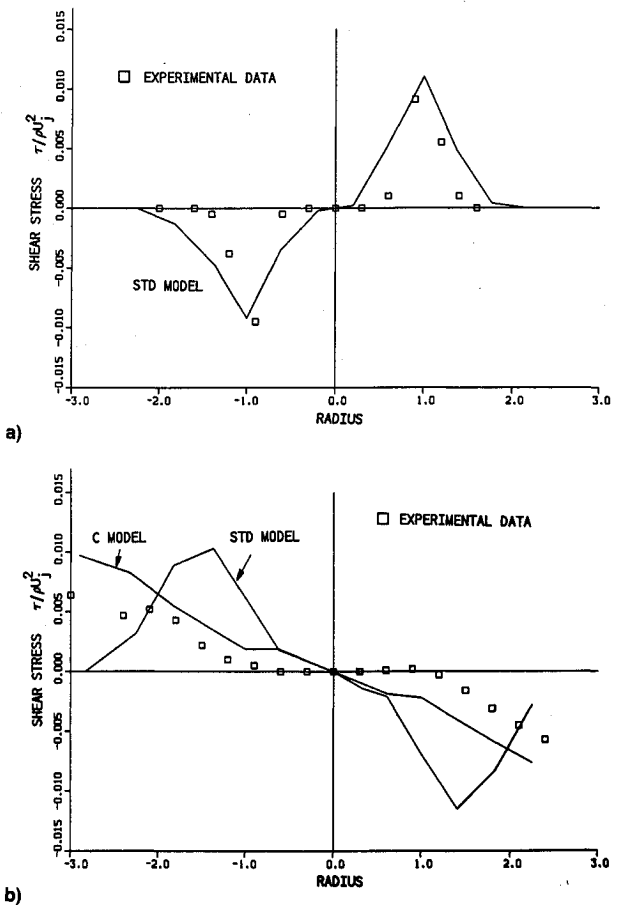 0.015
0.010
0.005
0.000
-0.005
-0.010
-0.015
SHEAR STRESS τ/ρU_j^2
□ EXPERIMENTAL DATA
STD MODEL
-3.0 -2.0 -1.0 0.0 1.0 2.0 3.0
RADIUS
a)
0.015
0.010
0.005
0.000
-0.005
-0.010
-0.015
SHEAR STRESS τ/ρU_j^2
C MODEL
STD MODEL
□ EXPERIMENTAL DATA
-3.0 -2.0 -1.0 0.0 1.0 2.0 3.0
RADIUS
b)